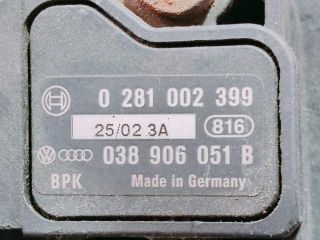 0 281 002 399
25/02 3A 816
038 906 051 B
BPK Made in Germany